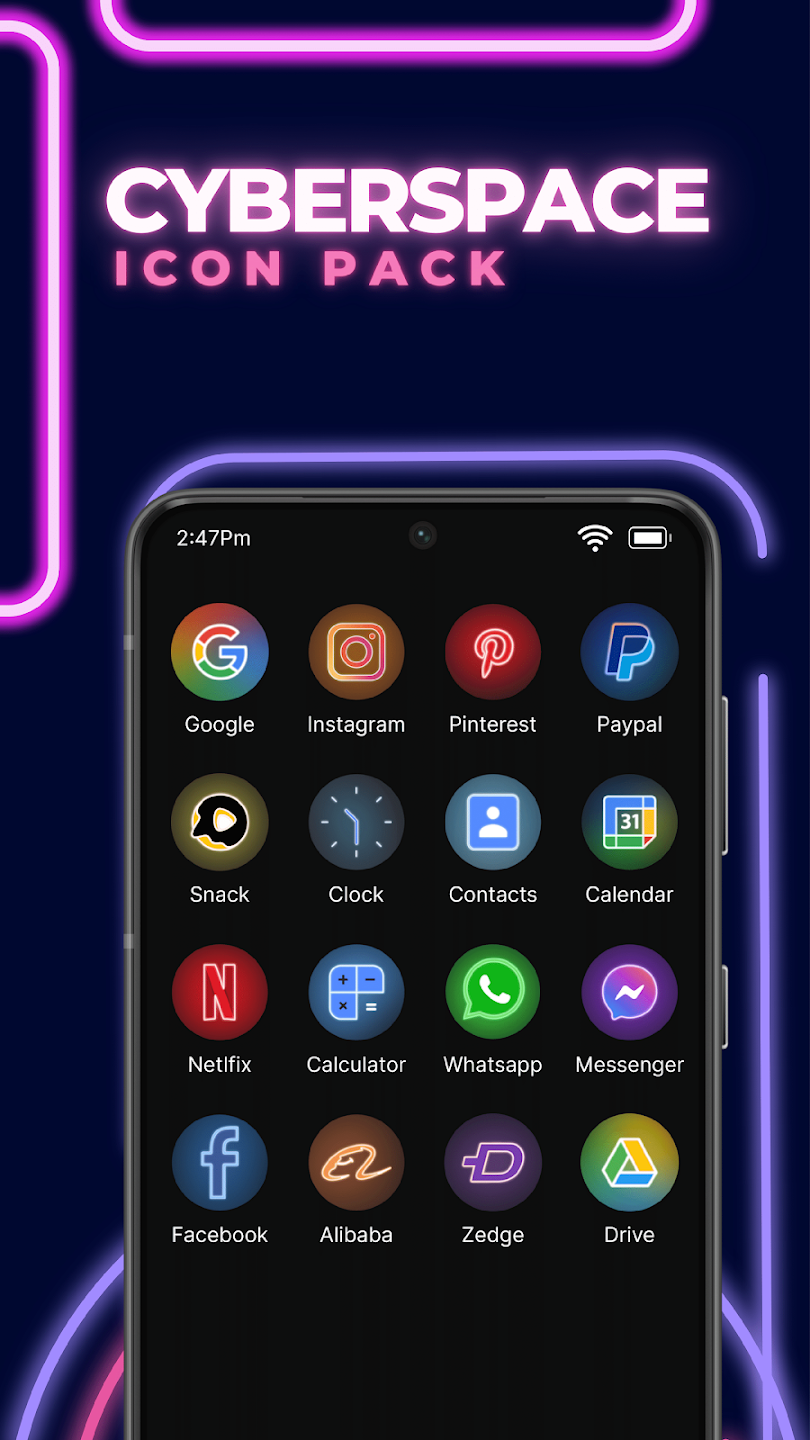 CYBERSPACE
ICON PACK
2:47Pm
Google Instagram Pinterest Paypal
31
Snack Clock Contacts Calendar
Netlfix Calculator Whatsapp Messenger
Facebook Alibaba Zedge Drive